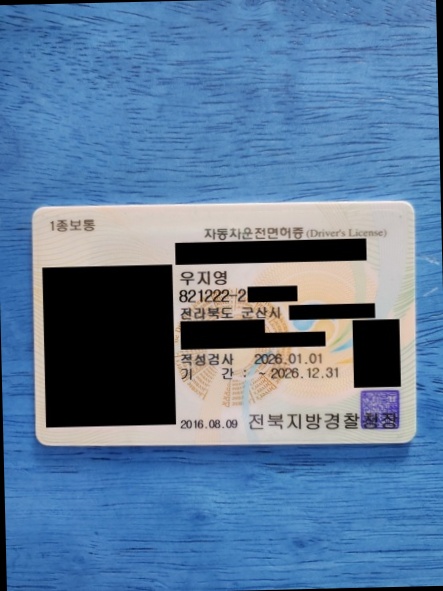 1종보통
자동차운전면허증 (Driver's License)
우지영
821222-2
전라북도 군산시
적성검사 2026.01.01
기 간 : ~ 2026.12.31
2016.08.09 전북지방경찰청장